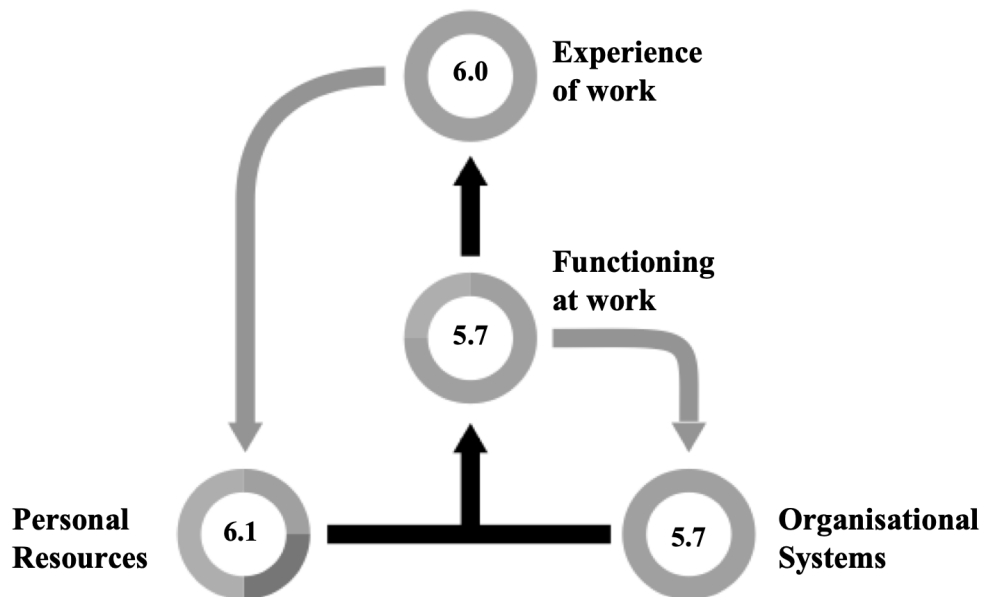 6.0
Experience
of work
Functioning
at work
5.7
Personal
Resources
6.1
5.7
Organisational
Systems